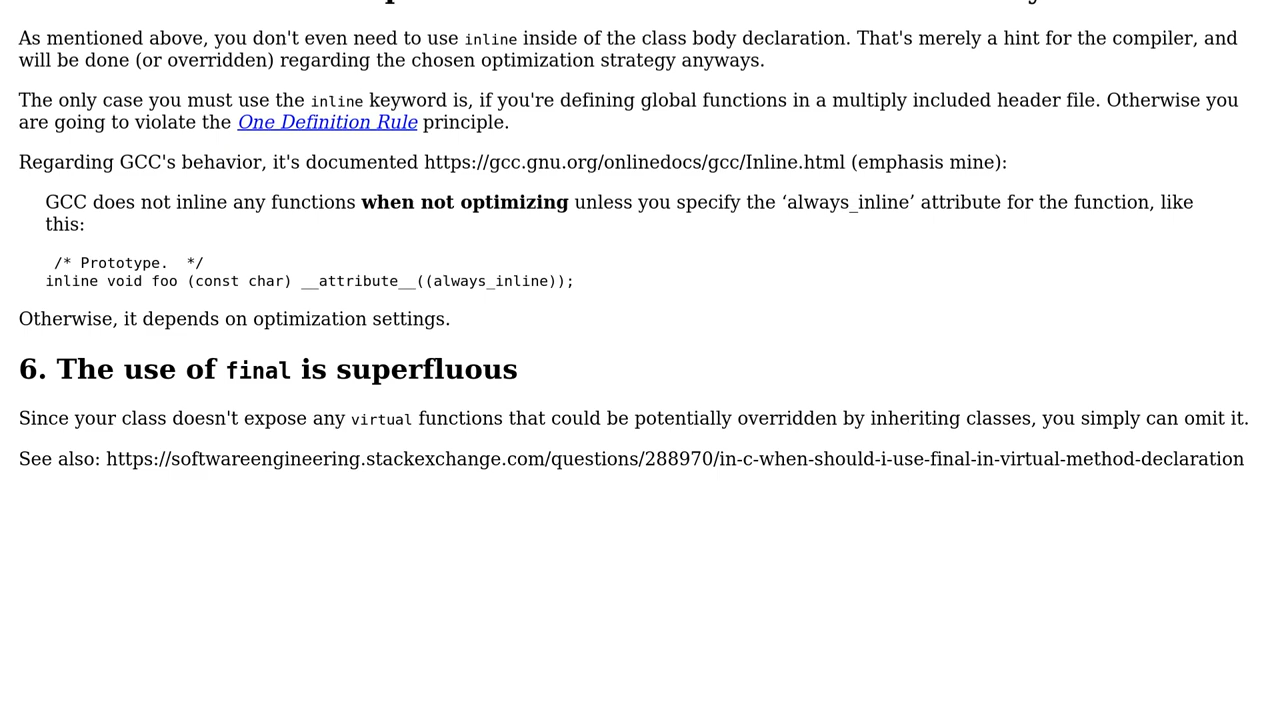 As mentioned above, you don't even need to use inline inside of the class body declaration. That's merely a hint for the compiler, and
will be done (or overridden) regarding the chosen optimization strategy anyways.
The only case you must use the inline keyword is, if you're defining global functions in a multiply included header file. Otherwise you
are going to violate the One Definition Rule principle.
Regarding GCC's behavior, it's documented https://gcc.gnu.org/onlinedocs/gcc/Inline.html (emphasis mine):
GCC does not inline any functions when not optimizing unless you specify the ‘always_inline’ attribute for the function, like
this:
/* Prototype.  */
inline void foo (const char) __attribute__((always_inline));
Otherwise, it depends on optimization settings.
6. The use of final is superfluous
Since your class doesn't expose any virtual functions that could be potentially overridden by inheriting classes, you simply can omit it.
See also: https://softwareengineering.stackexchange.com/questions/288970/in-c-when-should-i-use-final-in-virtual-method-declaration